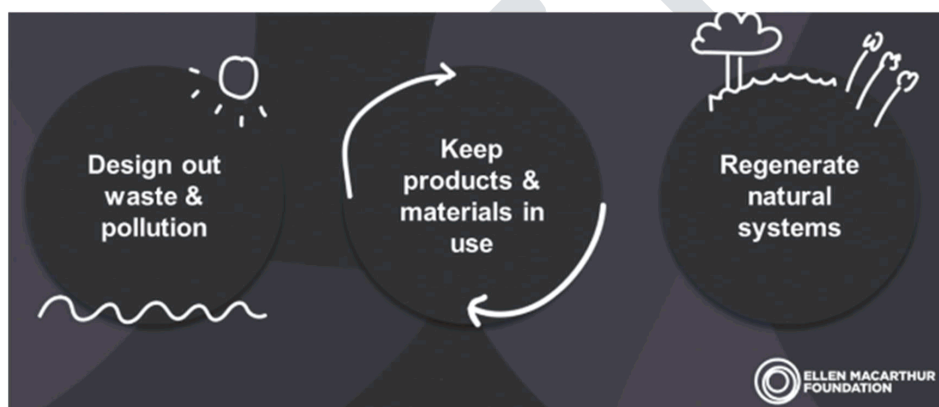 Design out
waste &
pollution
Keep
products &
materials in
use
Regenerate
natural
systems
ELLEN MACARTHUR
FOUNDATION